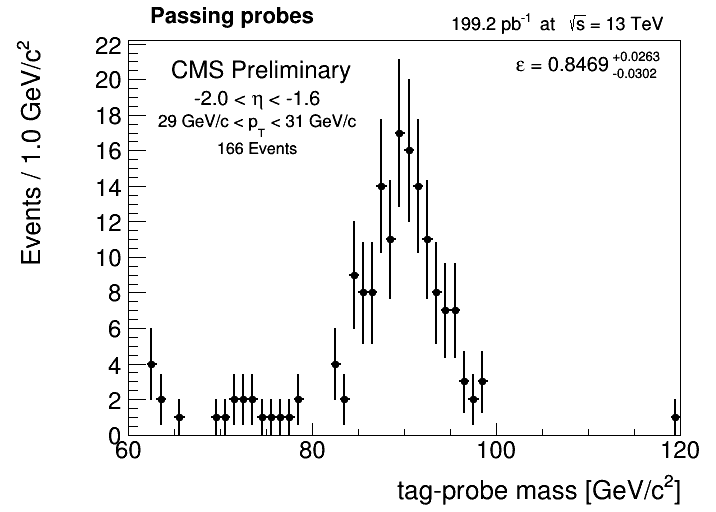 Passing probes
199.2 pb⁻¹ at √s = 13 TeV
CMS Preliminary
ε = 0.8469 +0.0263 -0.0302
-2.0 < η < -1.6
29 GeV/c < p_T < 31 GeV/c
166 Events
Events / 1.0 GeV/c²
22
20
18
16
14
12
10
8
6
4
2
0
60 80 100 120
tag-probe mass [GeV/c²]